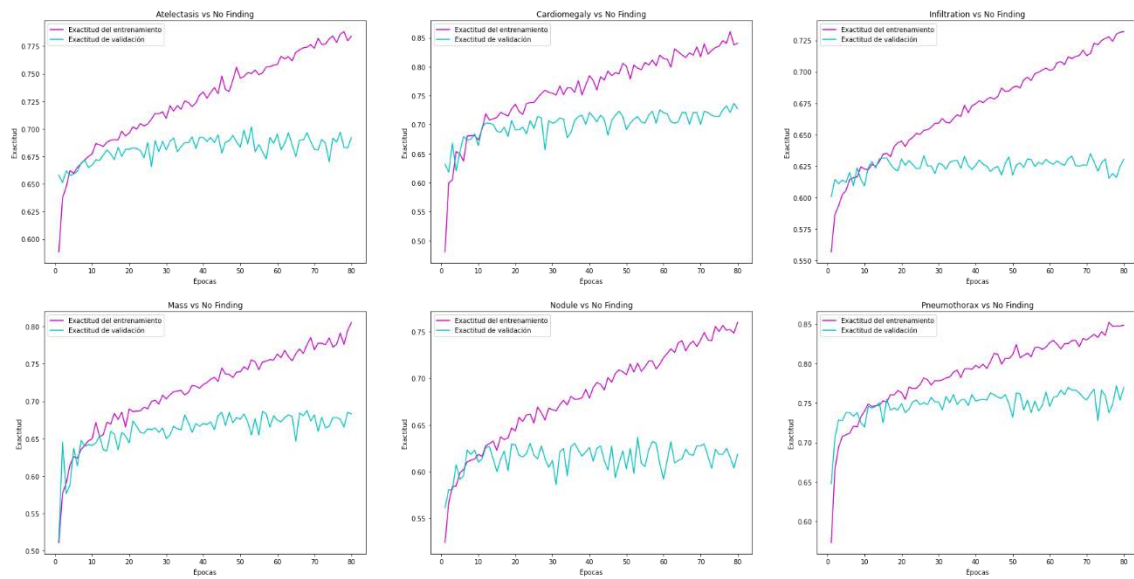 Atelectasis vs No Finding
Exactitud del entrenamiento
Exactitud de validación
0.775
0.750
0.725
0.700
0.675
0.650
0.625
0.600
Exactitud
0 10 20 30 40 50 60 70 80
Épocas
Cardiomegaly vs No Finding
Exactitud del entrenamiento
Exactitud de validación
0.85
0.80
0.75
0.70
0.65
0.60
0.55
0.50
Exactitud
0 10 20 30 40 50 60 70 80
Épocas
Infiltration vs No Finding
Exactitud del entrenamiento
Exactitud de validación
0.725
0.700
0.675
0.650
0.625
0.600
0.575
0.550
Exactitud
0 10 20 30 40 50 60 70 80
Épocas
Mass vs No Finding
Exactitud del entrenamiento
Exactitud de validación
0.80
0.75
0.70
0.65
0.60
0.55
0.50
Exactitud
0 10 20 30 40 50 60 70 80
Épocas
Nodule vs No Finding
Exactitud del entrenamiento
Exactitud de validación
0.75
0.70
0.65
0.60
0.55
Exactitud
0 10 20 30 40 50 60 70 80
Épocas
Pneumothorax vs No Finding
Exactitud del entrenamiento
Exactitud de validación
0.85
0.80
0.75
0.70
0.65
0.60
Exactitud
0 10 20 30 40 50 60 70 80
Épocas